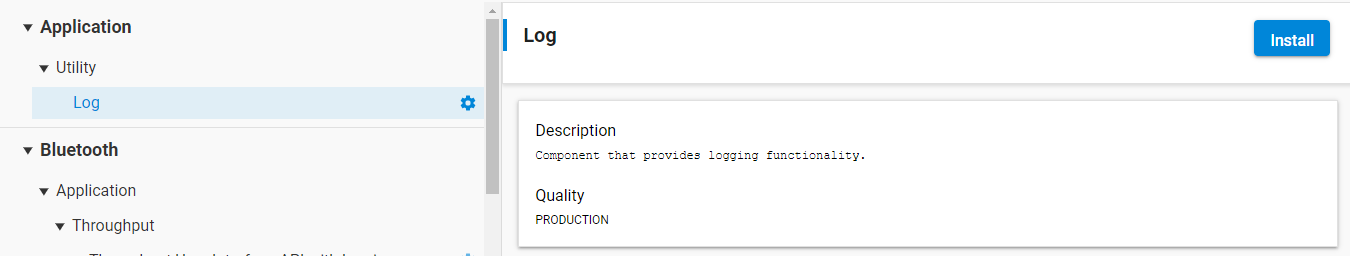 Application
Utility
Log
Bluetooth
Application
Throughput
Log
Install
Description
Component that provides logging functionality.
Quality
PRODUCTION